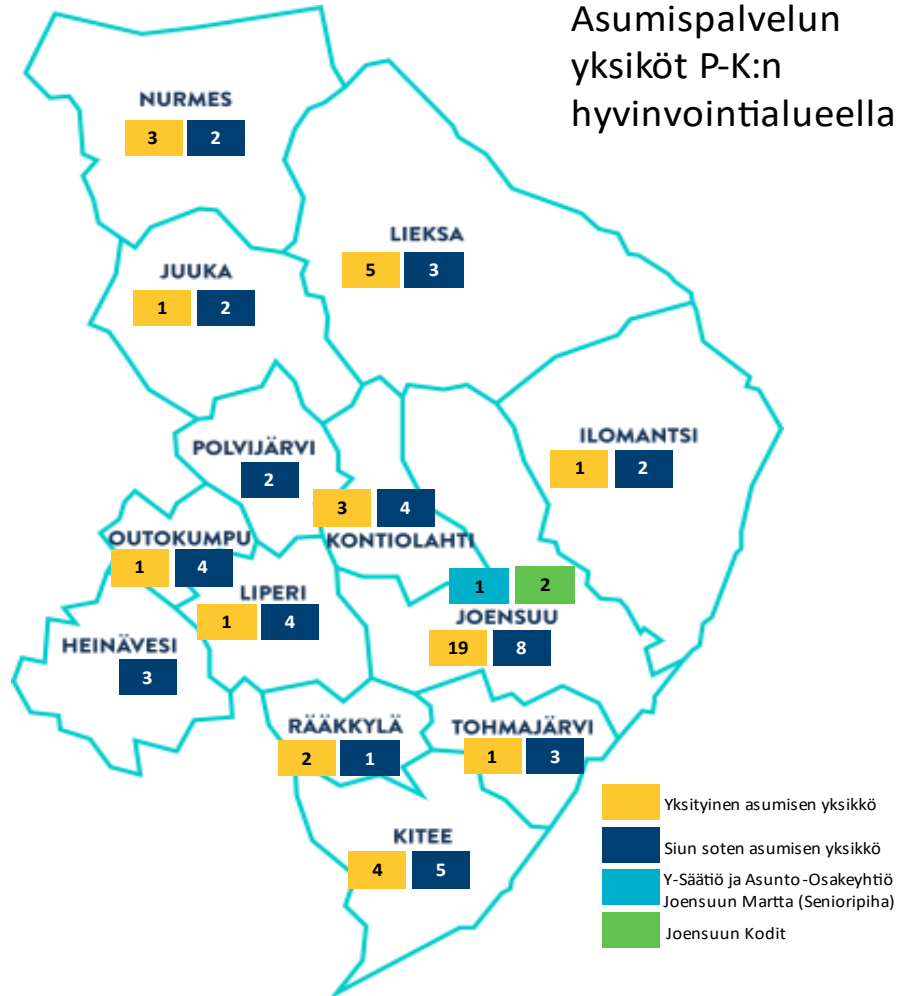 Asumispalvelun
yksiköt P-K:n
hyvinvointialueella
NURMES
3 2
LIEKSA
5 3
JUUKA
1 2
ILOMANTSI
1 2
POLVIJÄRVI
2
3 4
KONTIOLAHTI
OUTOKUMPU
1 4
LIPERI
1 4
1 2
JOENSUU
19 8
HEINÄVESI
3
RÄÄKKYLÄ
2 1
TOHMAJÄRVI
1 3
KITEE
4 5
Yksityinen asumisen yksikkö
Siun soten asumisen yksikkö
Y-Säätiö ja Asunto-Osakeyhtiö
Joensuun Martta (Senioripiha)
Joensuun Kodit